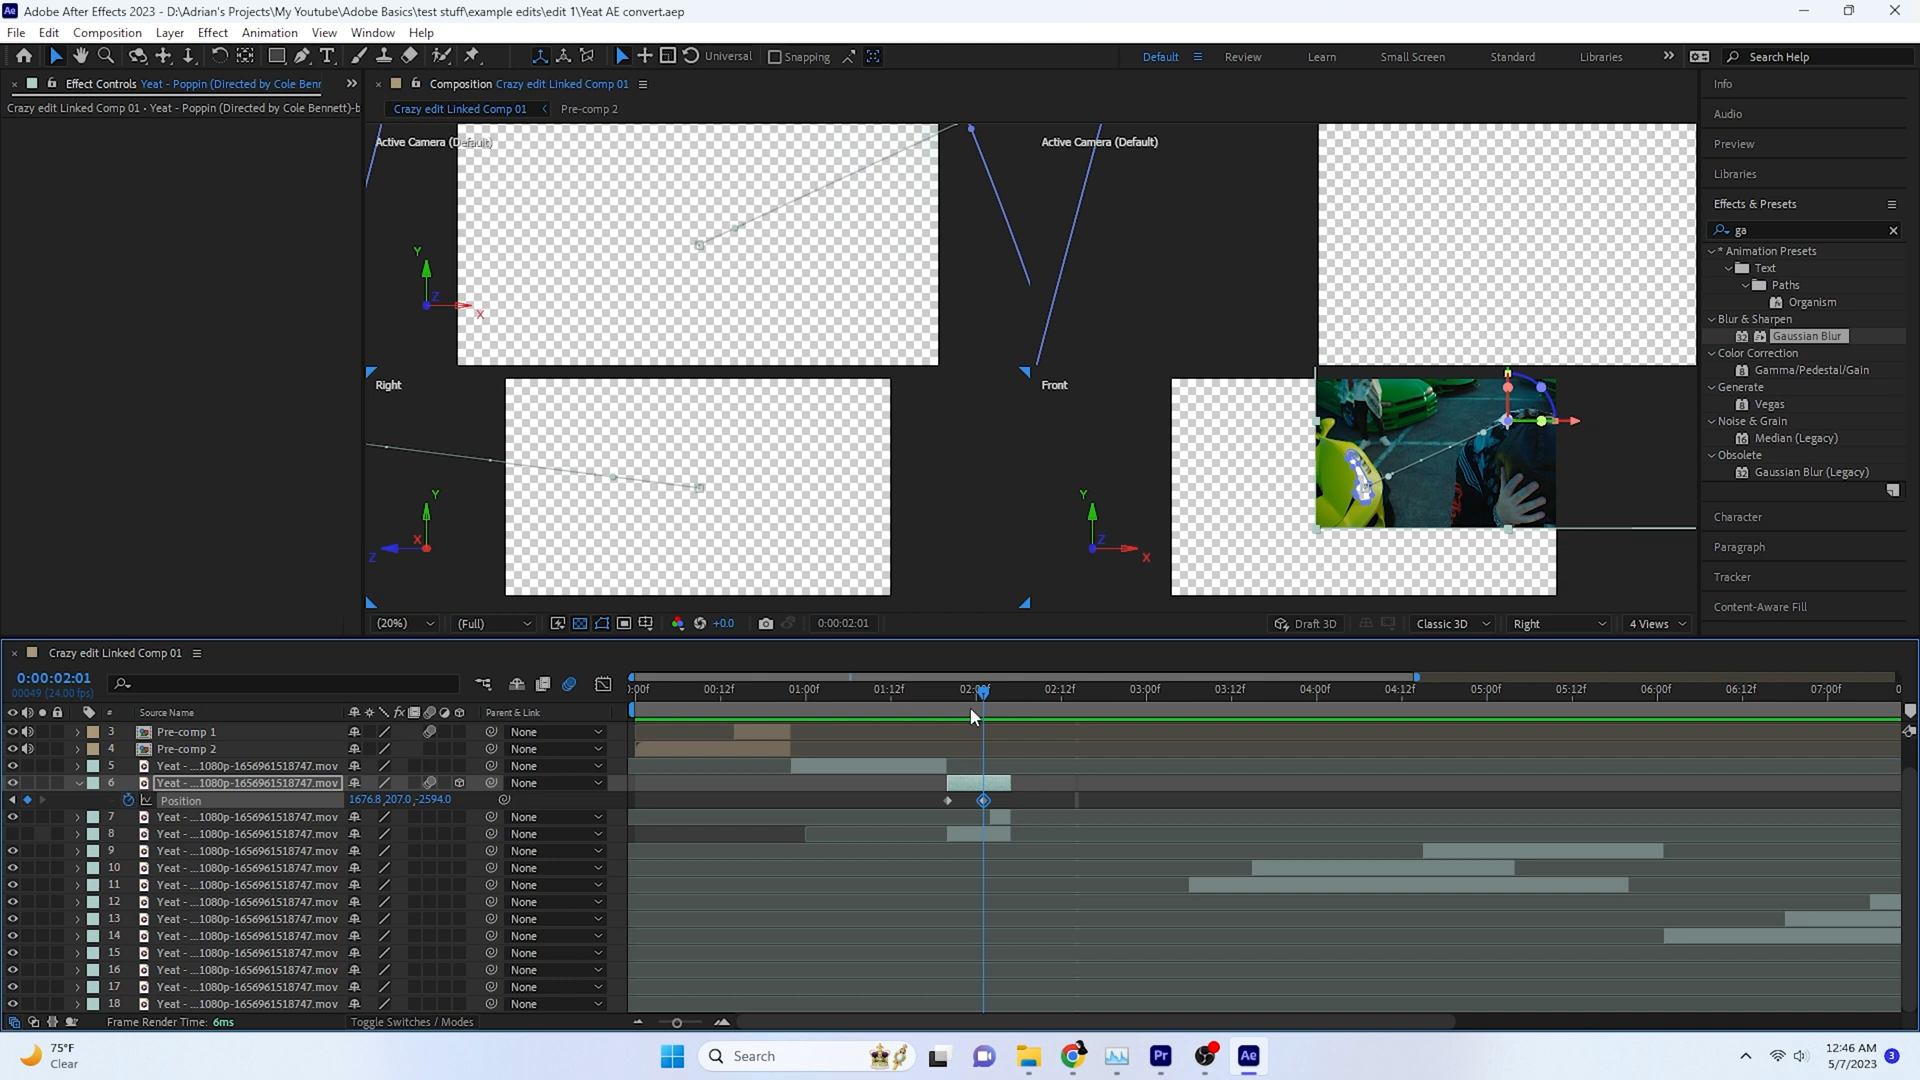 Adobe After Effects 2023 - D:\Adrian's Projects\My Youtube\Adobe Basics\test stuff\example edits\edit 1\Yeat AE convert.aep
File Edit Composition Layer Effect Animation View Window Help
Universal Snapping Default Review Learn Small Screen Standard Libraries Search Help
Effect Controls Yeat - Poppin (Directed by Cole Benn
Crazy edit Linked Comp 01 • Yeat - Poppin (Directed by Cole Bennett)-b
Composition Crazy edit Linked Comp 01
Crazy edit Linked Comp 01 Pre-comp 2
Active Camera (Default)
Y
Z
X
Active Camera (Default)
Right
Y
X
Z
Front
Y
Z
X
(20%) (Full) +0.0 0:00:02:01 Draft 3D Classic 3D Right 4 Views
Info
Audio
Preview
Libraries
Effects & Presets
ga
* Animation Presets
Text
Paths
Organism
Blur & Sharpen
Gaussian Blur
Color Correction
Gamma/Pedestal/Gain
Generate
Vegas
Noise & Grain
Median (Legacy)
Obsolete
Gaussian Blur (Legacy)
Character
Paragraph
Tracker
Content-Aware Fill
Crazy edit Linked Comp 01
0:00:02:01
00049 (24.00 fps)
:00f 00:12f 01:00f 01:12f 02:00f 02:12f 03:00f 03:12f 04:00f 04:12f 05:00f 05:12f 06:00f 06:12f 07:00f 0
# Source Name fx Parent & Link
3 Pre-comp 1 None
4 Pre-comp 2 None
5 Yeat - ...1080p-1656961518747.mov None
6 Yeat - ...1080p-1656961518747.mov None
Position 1676.8,207.0,-2594.0
7 Yeat - ...1080p-1656961518747.mov None
8 Yeat - ...1080p-1656961518747.mov None
9 Yeat - ...1080p-1656961518747.mov None
10 Yeat - ...1080p-1656961518747.mov None
11 Yeat - ...1080p-1656961518747.mov None
12 Yeat - ...1080p-1656961518747.mov None
13 Yeat - ...1080p-1656961518747.mov None
14 Yeat - ...1080p-1656961518747.mov None
15 Yeat - ...1080p-1656961518747.mov None
16 Yeat - ...1080p-1656961518747.mov None
17 Yeat - ...1080p-1656961518747.mov None
18 Yeat - ...1080p-1656961518747.mov None
Frame Render Time: 6ms Toggle Switches / Modes
75°F
Clear
Search
Pr
Ae
12:46 AM
5/7/2023
3